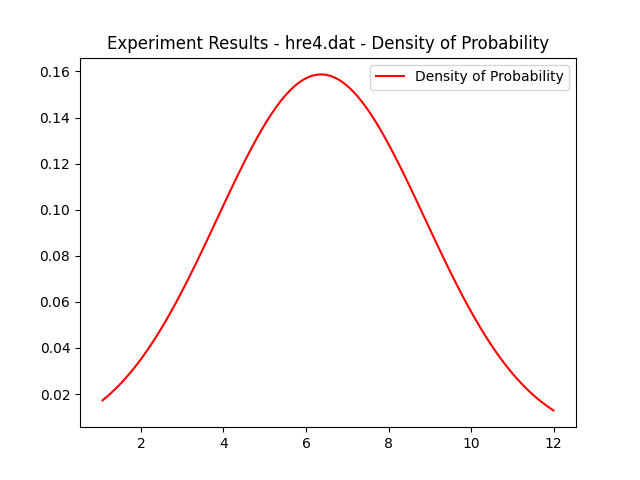 Experiment Results - hre4.dat - Density of Probability
Density of Probability
0.16
0.14
0.12
0.10
0.08
0.06
0.04
0.02
2 4 6 8 10 12